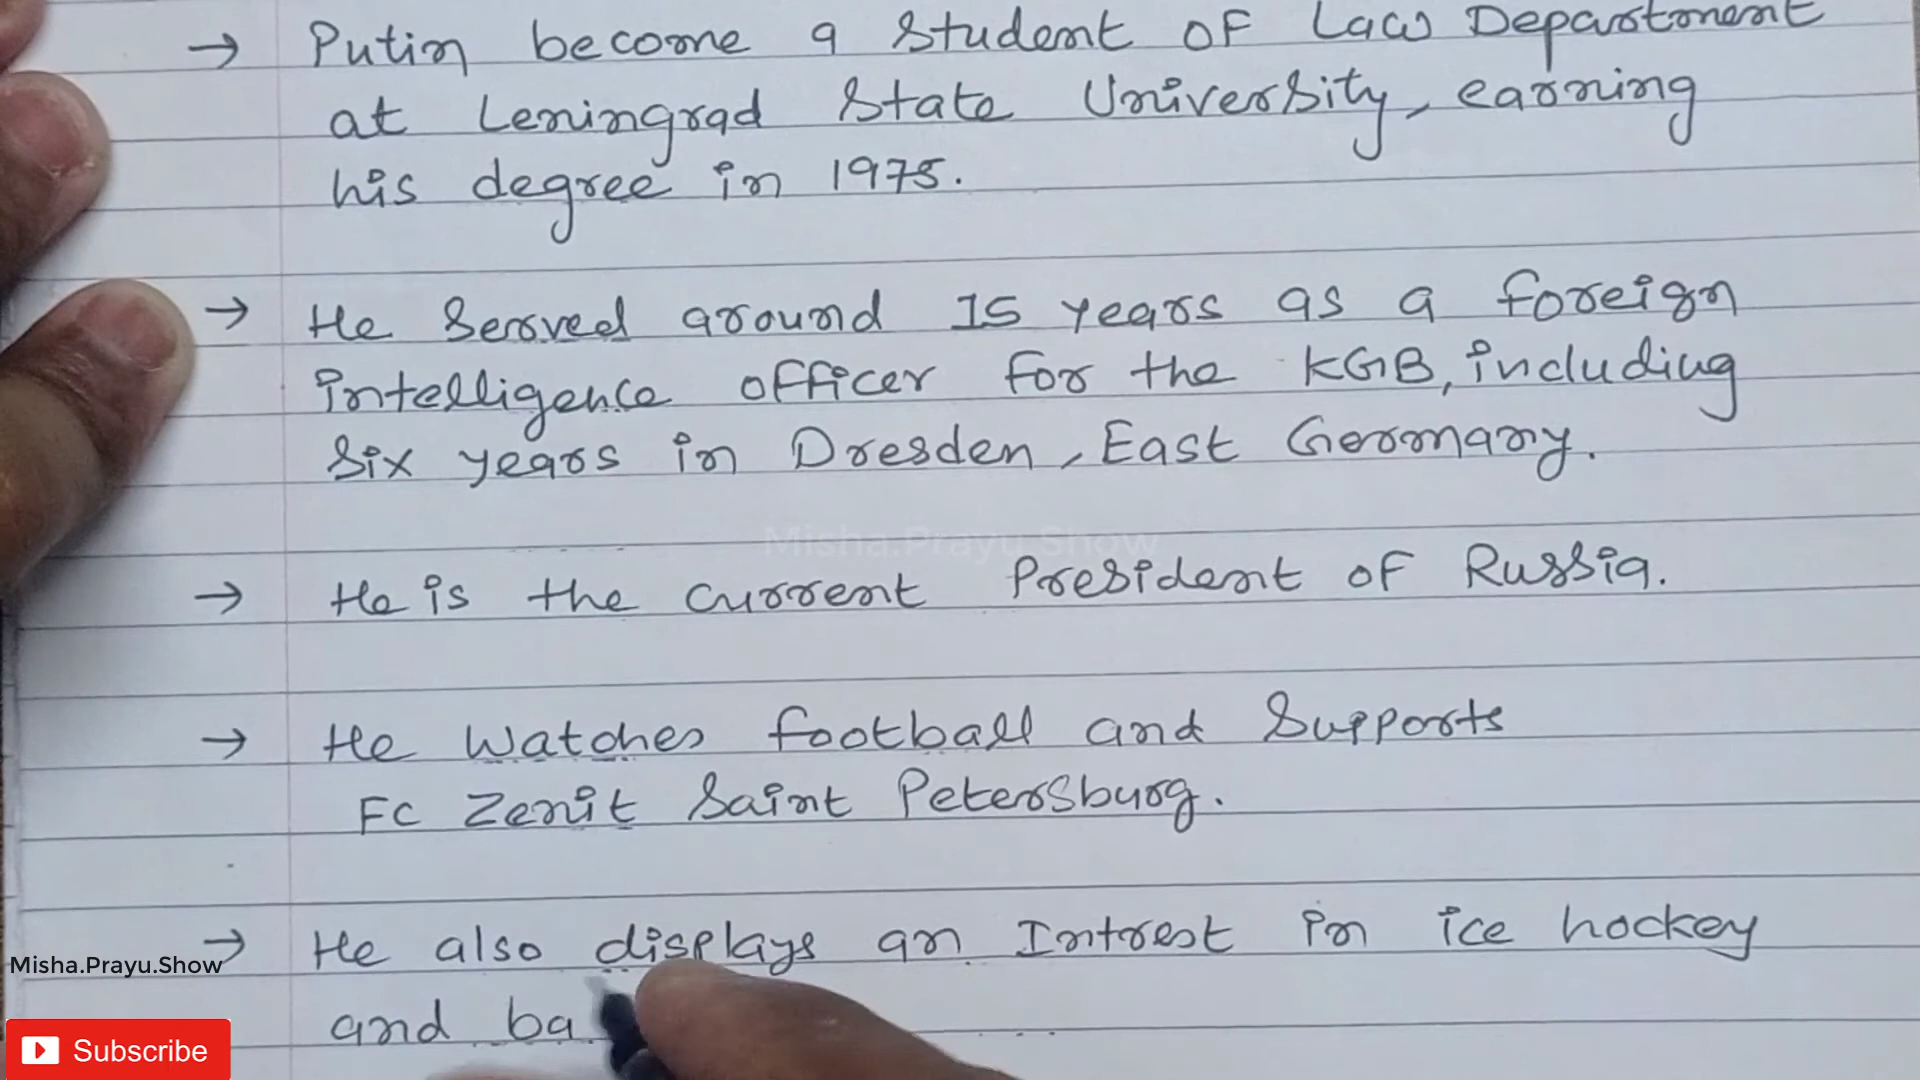 → Putin become a student of Law Department
at Leningrad State University, earning
his degree in 1975.
→ He served around 15 years as a foreign
intelligence officer for the KGB, including
six years in Dresden, East Germany.
Misha.Prayu.Show
→ He is the current President of Russia.
→ He watches football and supports
FC Zenit Saint Petersburg.
→ He also displays an Intrest in ice hockey
Misha.Prayu.Show
and ba
Subscribe